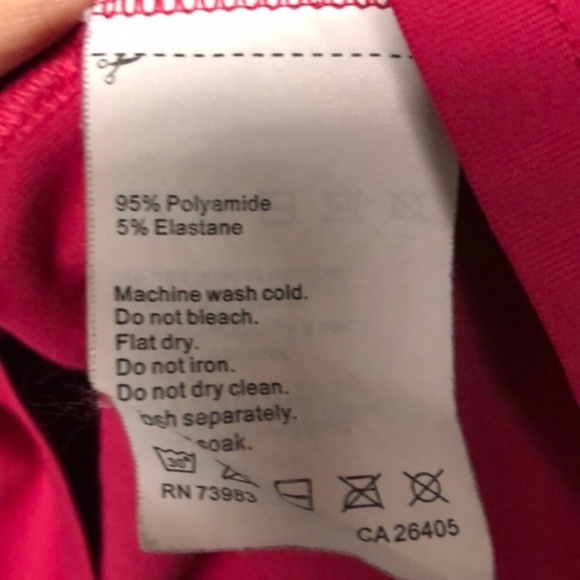 95% Polyamide
5% Elastane
Machine wash cold.
Do not bleach.
Flat dry.
Do not iron.
Do not dry clean.
separately.
soak.
30°
RN 73983
CA 26405